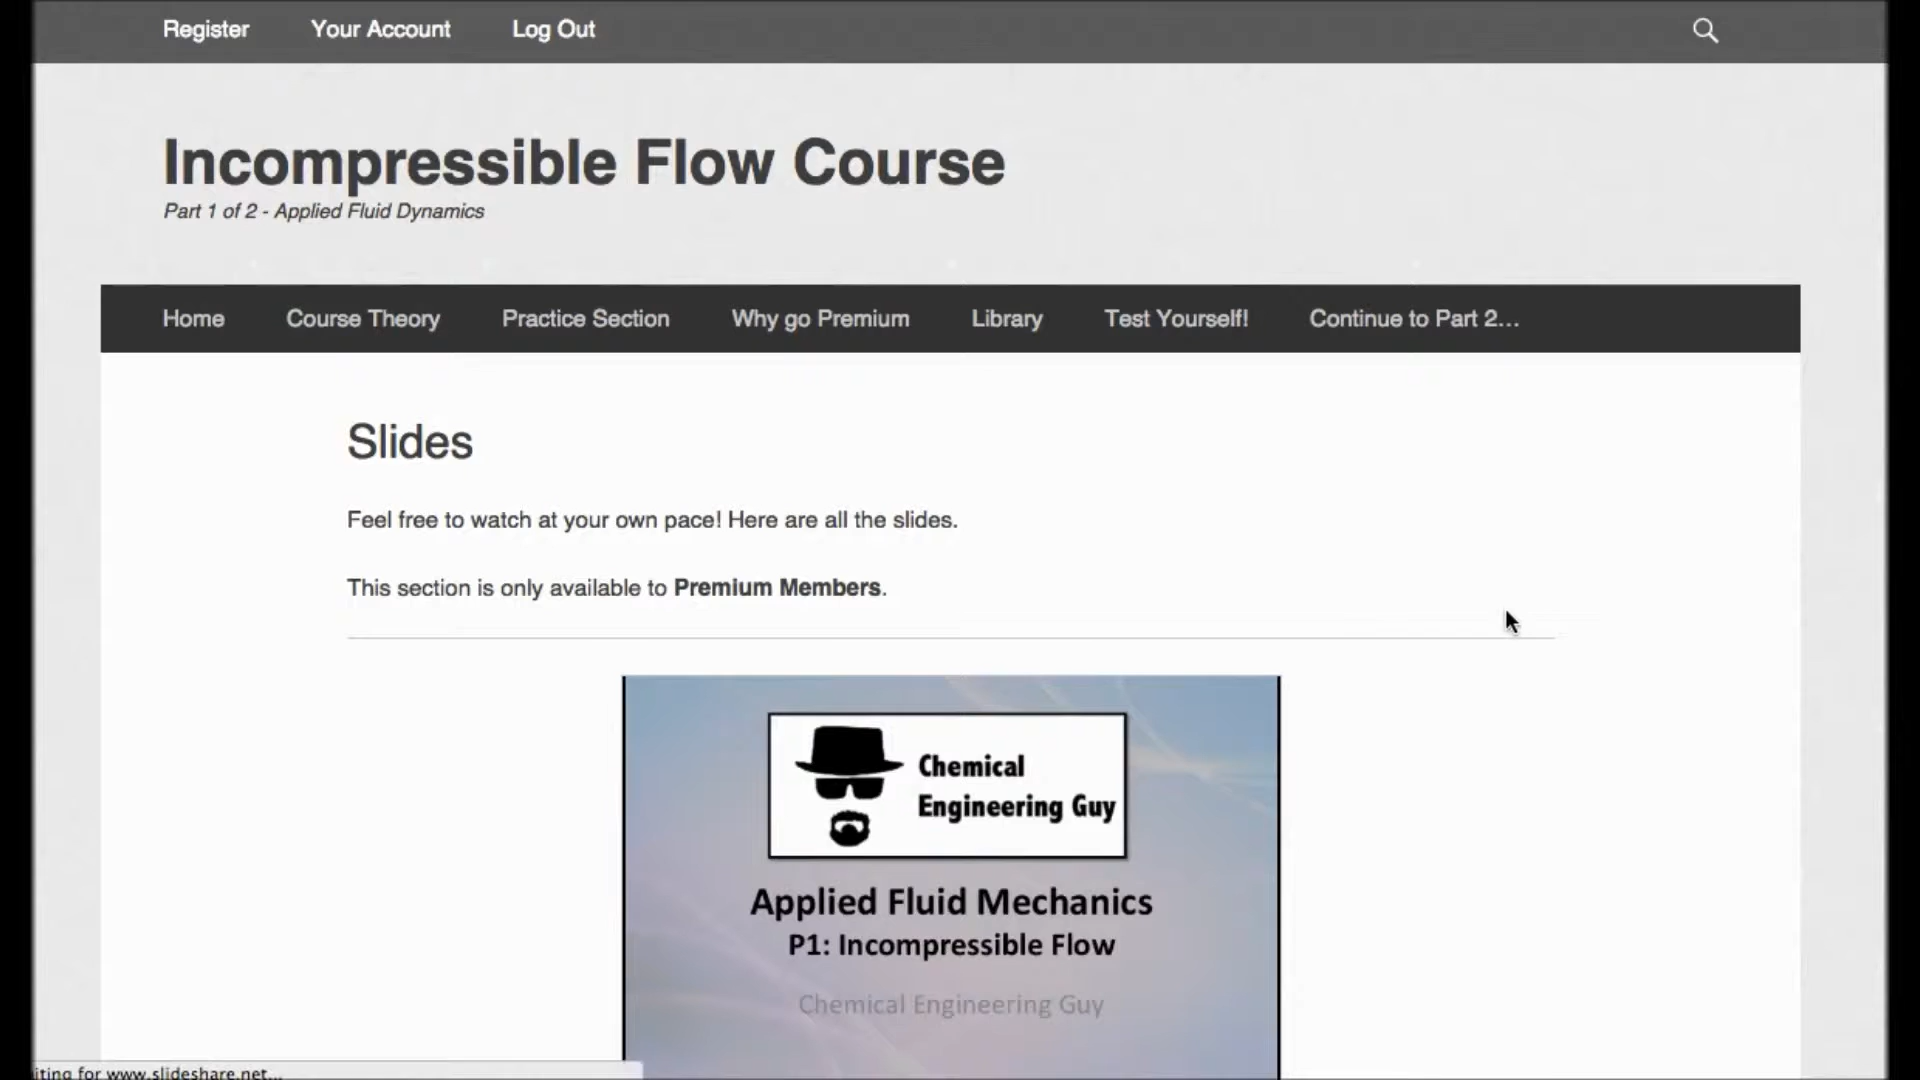 Register Your Account Log Out
Incompressible Flow Course
Part 1 of 2 - Applied Fluid Dynamics
Home Course Theory Practice Section Why go Premium Library Test Yourself! Continue to Part 2...
Slides
Feel free to watch at your own pace! Here are all the slides.
This section is only available to Premium Members.
Chemical
Engineering Guy
Applied Fluid Mechanics
P1: Incompressible Flow
Chemical Engineering Guy
iting for www.slideshare.net...